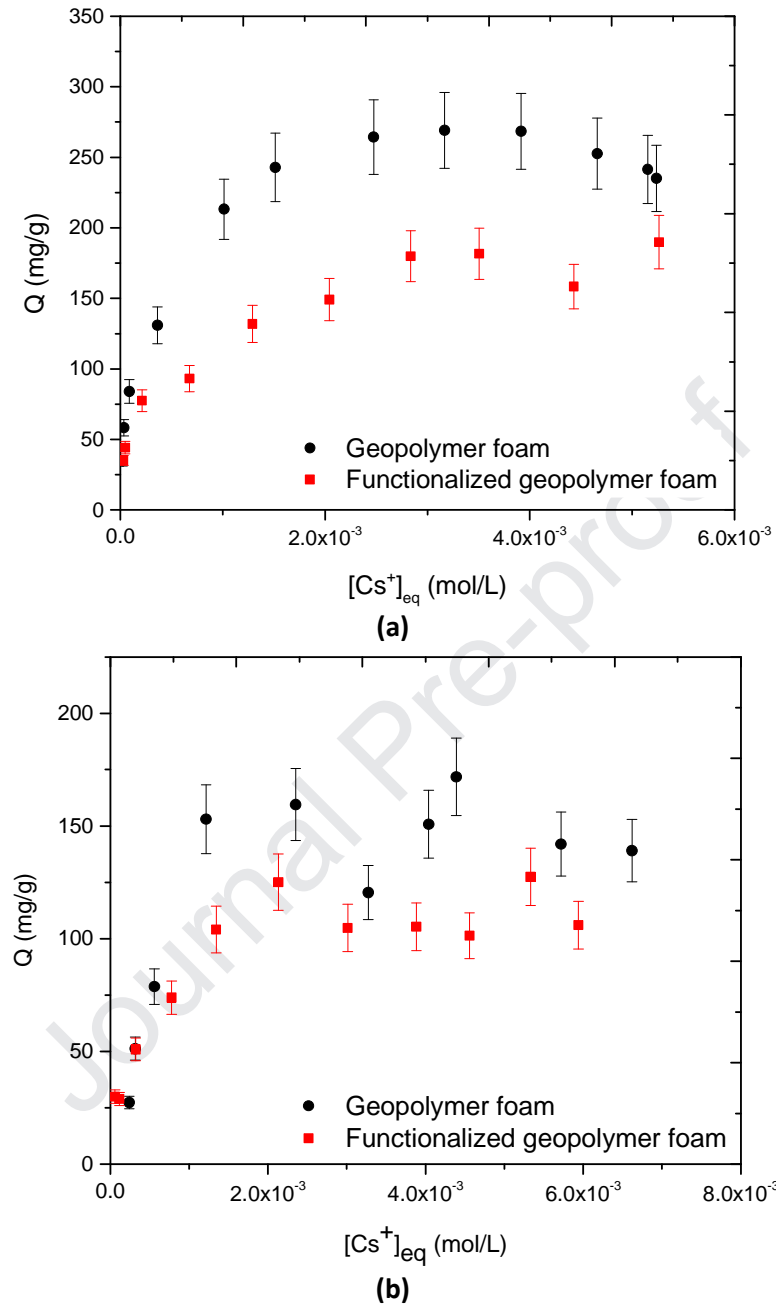 350
300
250
200
150
100
50
0
Q (mg/g)
Geopolymer foam
Functionalized geopolymer foam
0.0 2.0x10⁻³ 4.0x10⁻³ 6.0x10⁻³
[Cs⁺]eq (mol/L)
(a)
200
150
100
50
0
Q (mg/g)
Geopolymer foam
Functionalized geopolymer foam
0.0 2.0x10⁻³ 4.0x10⁻³ 6.0x10⁻³ 8.0x10⁻³
[Cs⁺]eq (mol/L)
(b)
Journal Pre-proof